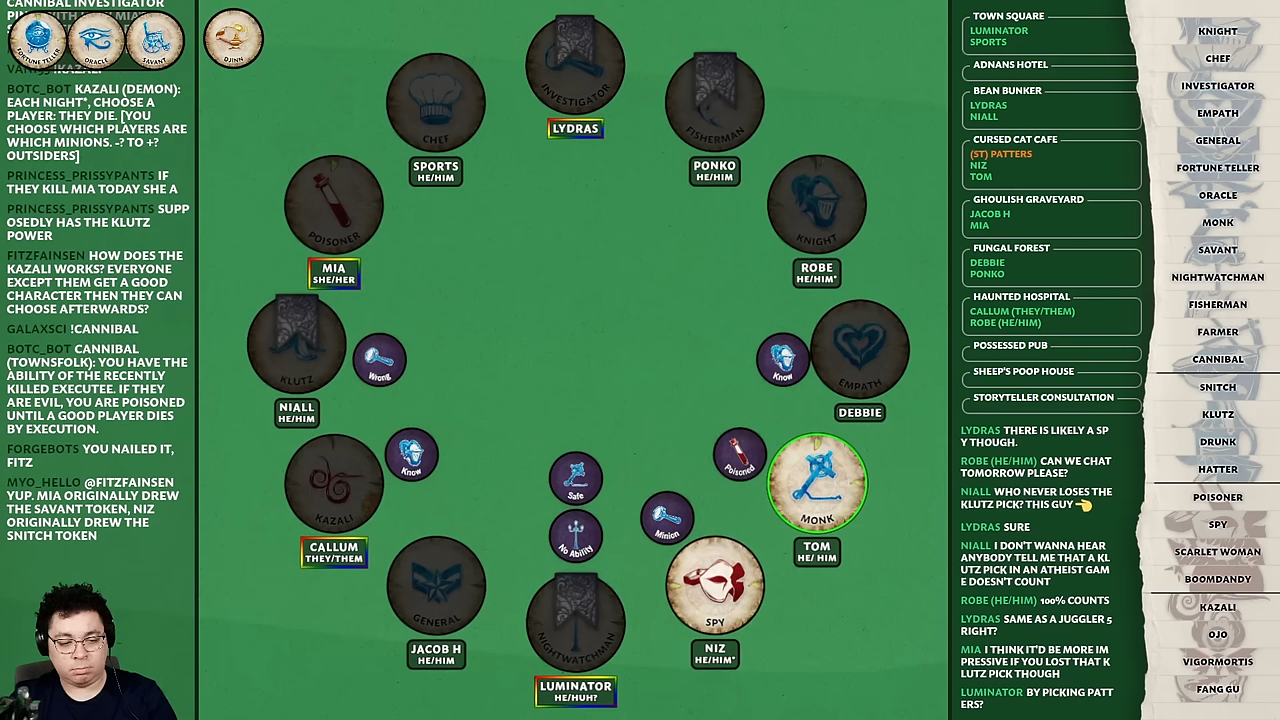 CANNIBAL INVESTIGATOR
FORTUNE TELLER
ORACLE
SAVANT
DJINN
BOTC_BOT KAZALI (DEMON):
EACH NIGHT*, CHOOSE A
PLAYER: THEY DIE. [YOU
CHOOSE WHICH PLAYERS ARE
WHICH MINIONS. -? TO +?
OUTSIDERS]
PRINCESS_PRISSYPANTS IF
THEY KILL MIA TODAY SHE A
PRINCESS_PRISSYPANTS SUPP
OSEDLY HAS THE KLUTZ
POWER
FITZFAINSEN HOW DOES THE
KAZALI WORKS? EVERYONE
EXCEPT THEM GET A GOOD
CHARACTER THEN THEY CAN
CHOOSE AFTERWARDS?
GALAXSCI !CANNIBAL
BOTC_BOT CANNIBAL
(TOWNSFOLK): YOU HAVE THE
ABILITY OF THE RECENTLY
KILLED EXECUTEE. IF THEY
ARE EVIL, YOU ARE POISONED
UNTIL A GOOD PLAYER DIES
BY EXECUTION.
FORGEBOTS YOU NAILED IT,
FITZ
MYO_HELLO @FITZFAINSEN
YUP. MIA ORIGINALLY DREW
THE SAVANT TOKEN, NIZ
ORIGINALLY DREW THE
SNITCH TOKEN
INVESTIGATOR
LYDRAS
CHEF
SPORTS
HE/HIM
FISHERMAN
PONKO
HE/HIM
POISONER
MIA
SHE/HER
KNIGHT
ROBE
HE/HIM*
KLUTZ
NIALL
HE/HIM
Wrong
Know
EMPATH
DEBBIE
KAZALI
CALLUM
THEY/THEM
Know
Safe
No Ability
Poisoned
Minion
MONK
TOM
HE/ HIM
GENERAL
JACOB H
HE/HIM
NIGHTWATCHMAN
LUMINATOR
HE/HUH?
SPY
NIZ
HE/HIM*
TOWN SQUARE
LUMINATOR
SPORTS
ADNANS HOTEL
BEAN BUNKER
LYDRAS
NIALL
CURSED CAT CAFE
(ST) PATTERS
NIZ
TOM
GHOULISH GRAVEYARD
JACOB H
MIA
FUNGAL FOREST
DEBBIE
PONKO
HAUNTED HOSPITAL
CALLUM (THEY/THEM)
ROBE (HE/HIM)
POSSESSED PUB
SHEEP'S POOP HOUSE
STORYTELLER CONSULTATION
LYDRAS THERE IS LIKELY A SP
Y THOUGH.
ROBE (HE/HIM) CAN WE CHAT
TOMORROW PLEASE?
NIALL WHO NEVER LOSES THE
KLUTZ PICK? THIS GUY 👈
LYDRAS SURE
NIALL I DON'T WANNA HEAR
ANYBODY TELL ME THAT A KL
UTZ PICK IN AN ATHEIST GAM
E DOESN'T COUNT
ROBE (HE/HIM) 100% COUNTS
LYDRAS SAME AS A JUGGLER 5
RIGHT?
MIA I THINK IT'D BE MORE IM
PRESSIVE IF YOU LOST THAT K
LUTZ PICK THOUGH
LUMINATOR BY PICKING PATT
ERS?
KNIGHT
CHEF
INVESTIGATOR
EMPATH
GENERAL
FORTUNE TELLER
ORACLE
MONK
SAVANT
NIGHTWATCHMAN
FISHERMAN
FARMER
CANNIBAL
SNITCH
KLUTZ
DRUNK
HATTER
POISONER
SPY
SCARLET WOMAN
BOOMDANDY
KAZALI
OJO
VIGORMORTIS
FANG GU